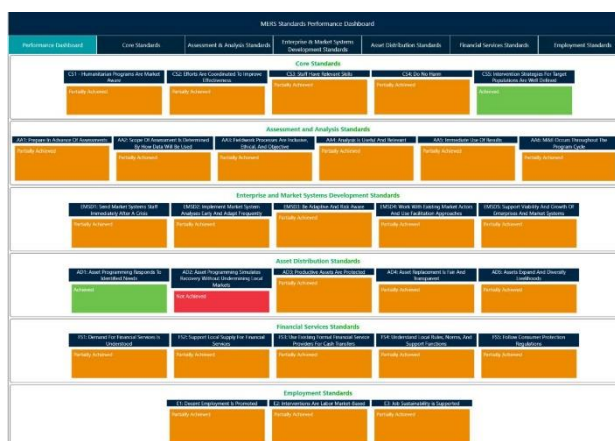 MERS Standards Performance Dashboard
Performance Dashboard
Core Standards
Assessment & Analysis Standards
Enterprise & Market Systems
Development Standards
Asset Distribution Standards
Financial Services Standards
Employment Standards
Core Standards
CS1 - Humanitarian Programs Are Market
Aware
Partially Achieved
CS2: Efforts Are Coordinated To Improve
Effectiveness
Partially Achieved
CS3: Staff Have Relevant Skills
Partially Achieved
CS4: Do No Harm
Partially Achieved
CS5: Intervention Strategies For Target
Populations Are Well Defined
Achieved
Assessment and Analysis Standards
AA1: Prepare In Advance Of Assessments
Partially Achieved
AA2: Scope Of Assessment Is Determined
By How Data Will Be Used
Partially Achieved
AA3: Fieldwork Processes Are Inclusive,
Ethical, And Objective
Partially Achieved
AA4: Analysis Is Useful And Relevant
Partially Achieved
AA5: Immediate Use Of Results
Partially Achieved
AA6: M&E Occurs Throughout The
Program Cycle
Partially Achieved
Enterprise and Market Systems Development Standards
EMSD1: Send Market Systems Staff
Immediately After A Crisis
Partially Achieved
EMSD2: Implement Market System
Analyses Early And Adapt Frequently
Partially Achieved
EMSD3: Be Adaptive And Risk Aware
Partially Achieved
EMSD4: Work With Existing Market Actors
And Use Facilitation Approaches
Partially Achieved
EMSD5: Support Viability And Growth Of
Enterprises And Market Systems
Partially Achieved
Asset Distribution Standards
AD1: Asset Programming Responds To
Identified Needs
Achieved
AD2: Asset Programming Stimulates
Recovery Without Undermining Local
Markets
Not Achieved
AD3: Productive Assets Are Protected
Partially Achieved
AD4: Asset Replacement Is Fair And
Transparent
Partially Achieved
AD5: Assets Expand And Diversify
Livelihoods
Partially Achieved
Financial Services Standards
FS1: Demand For Financial Services Is
Understood
Partially Achieved
FS2: Support Local Supply For Financial
Services
Partially Achieved
FS3: Use Existing Formal Financial Service
Providers For Cash Transfers
Partially Achieved
FS4: Understand Local Rules, Norms, And
Support Functions
Partially Achieved
FS5: Follow Consumer Protection
Regulations
Partially Achieved
Employment Standards
E1: Decent Employment Is Promoted
Partially Achieved
E2: Interventions Are Labor Market Based
Partially Achieved
E3: Job Sustainability Is Supported
Partially Achieved